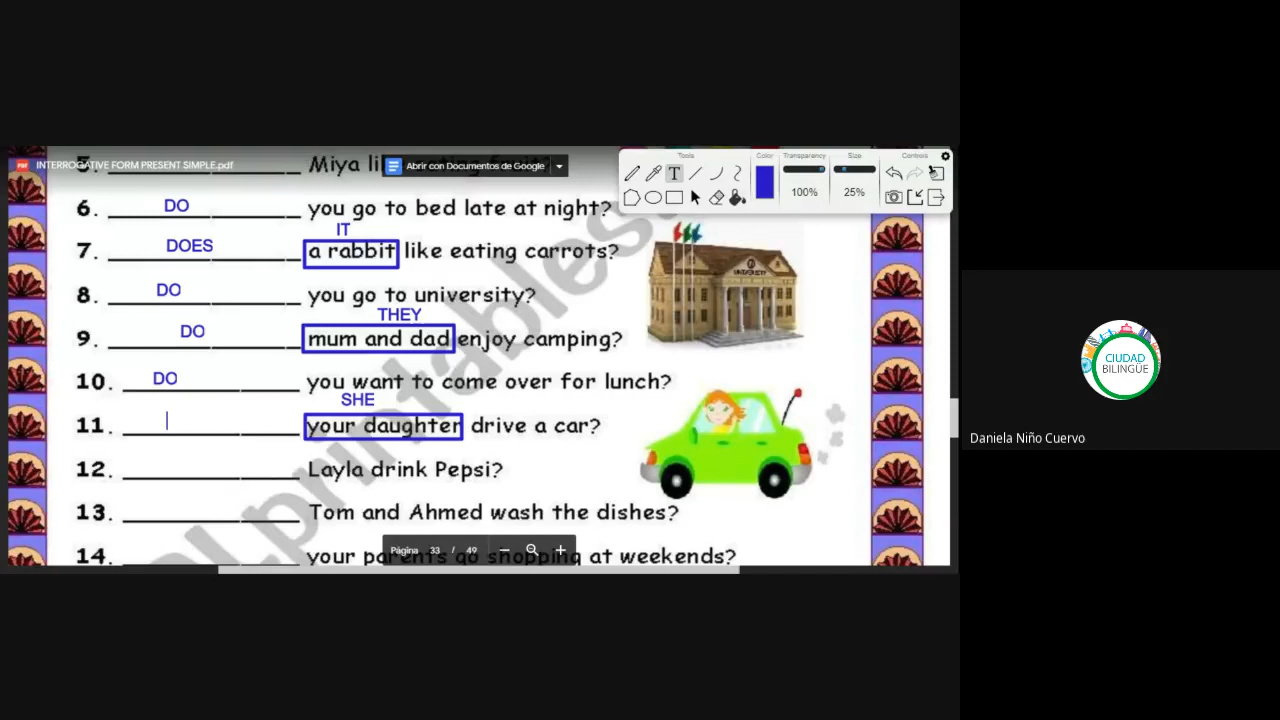 INTERROGATIVE FORM PRESENT SIMPLE.pdf
Abrir con Documentos de Google
Tools
Color
Transparency
Size
Controls
100%
25%
5. Miya
6. DO you go to bed late at night?
IT
7. DOES a rabbit like eating carrots?
8. DO you go to university?
THEY
9. DO mum and dad enjoy camping?
10. DO you want to come over for lunch?
SHE
11. your daughter drive a car?
12. Layla drink Pepsi?
13. Tom and Ahmed wash the dishes?
14. your parents go shopping at weekends?
Página 33 / 49
UNIVERSITY
CIUDAD
BILINGÜE
Daniela Niño Cuervo